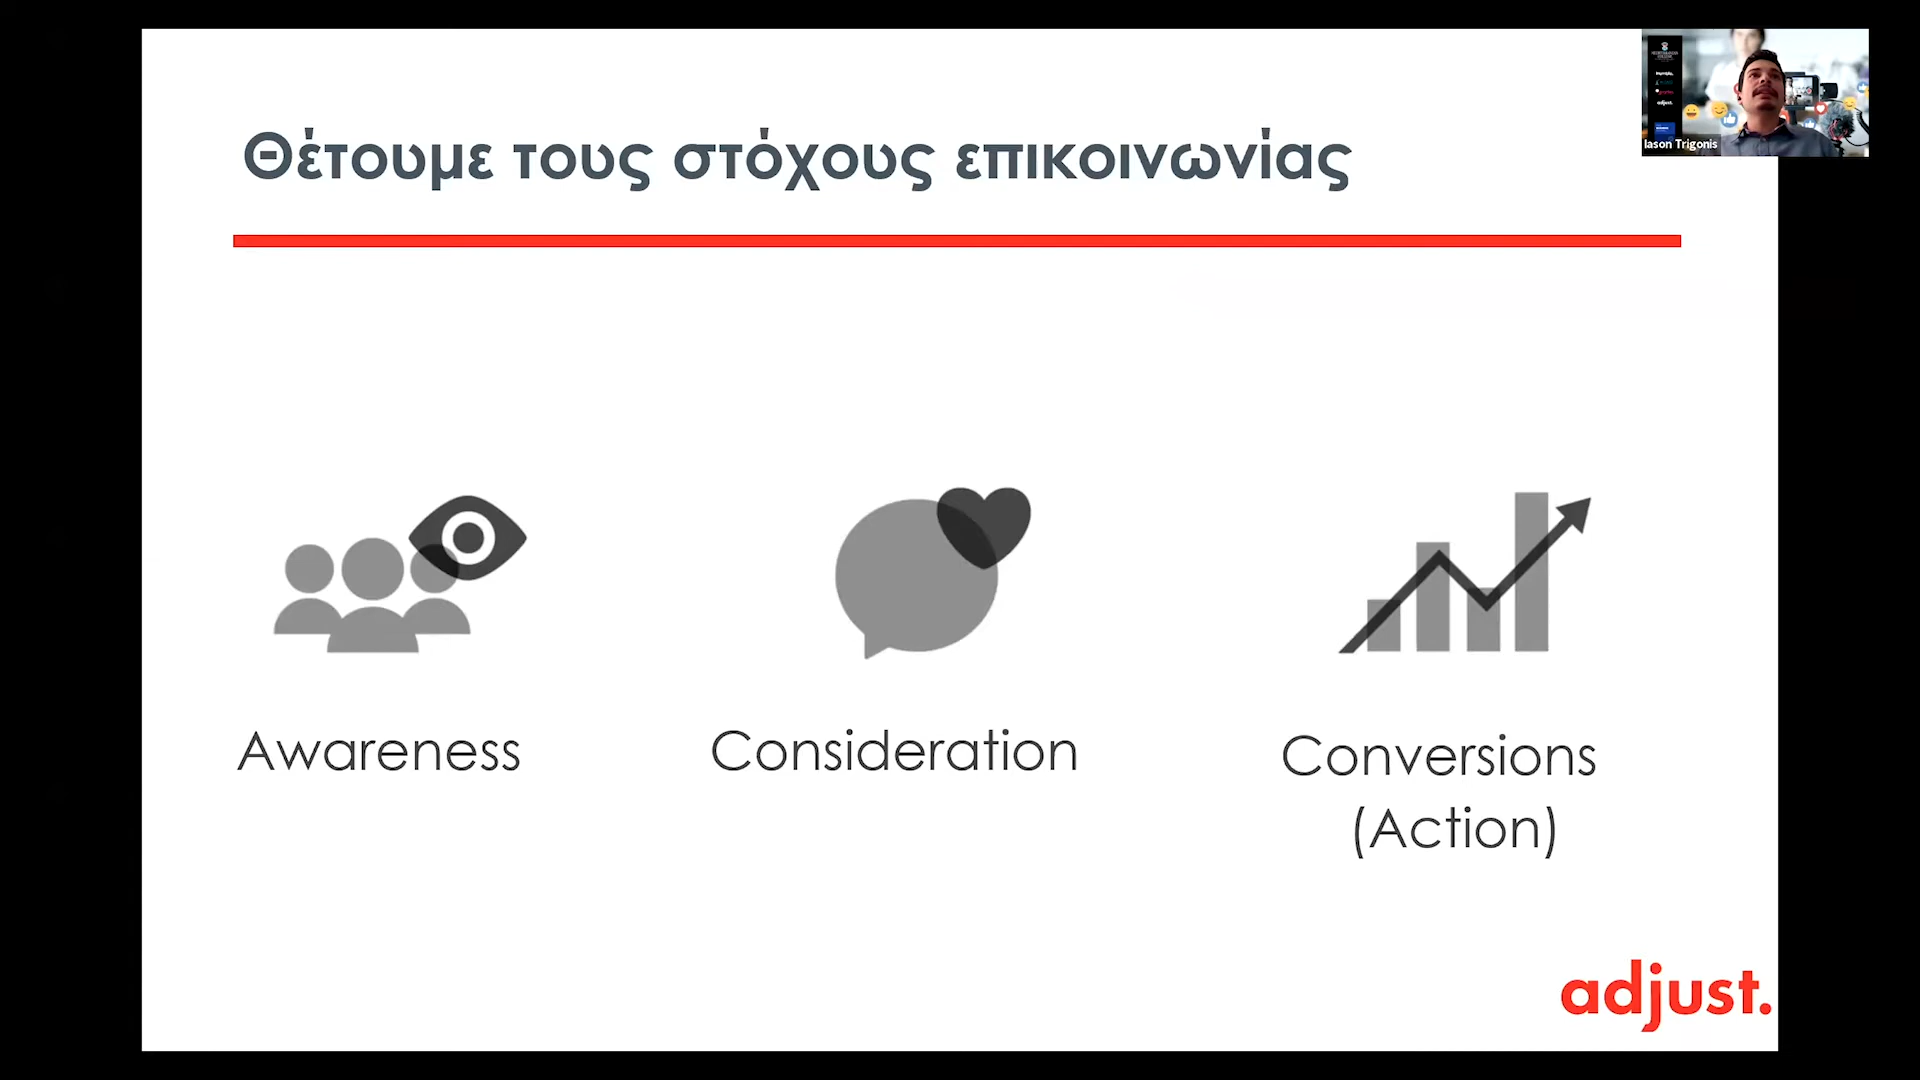 Θέτουμε τους στόχους επικοινωνίας
Iason Trigonis
Awareness
Consideration
Conversions
(Action)
adjust.